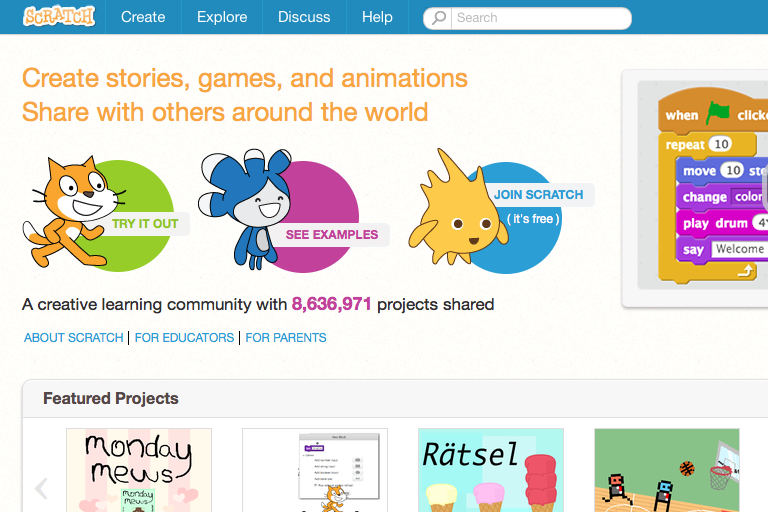 SCRATCH
Create
Explore
Discuss
Help
Search
Create stories, games, and animations
Share with others around the world
TRY IT OUT
SEE EXAMPLES
JOIN SCRATCH
( it's free )
when clicke
repeat 10
move 10 ste
change color
play drum 4
say Welcome
A creative learning community with 8,636,971 projects shared
ABOUT SCRATCH | FOR EDUCATORS | FOR PARENTS
Featured Projects
monday
mews
monday
mews
Rätsel